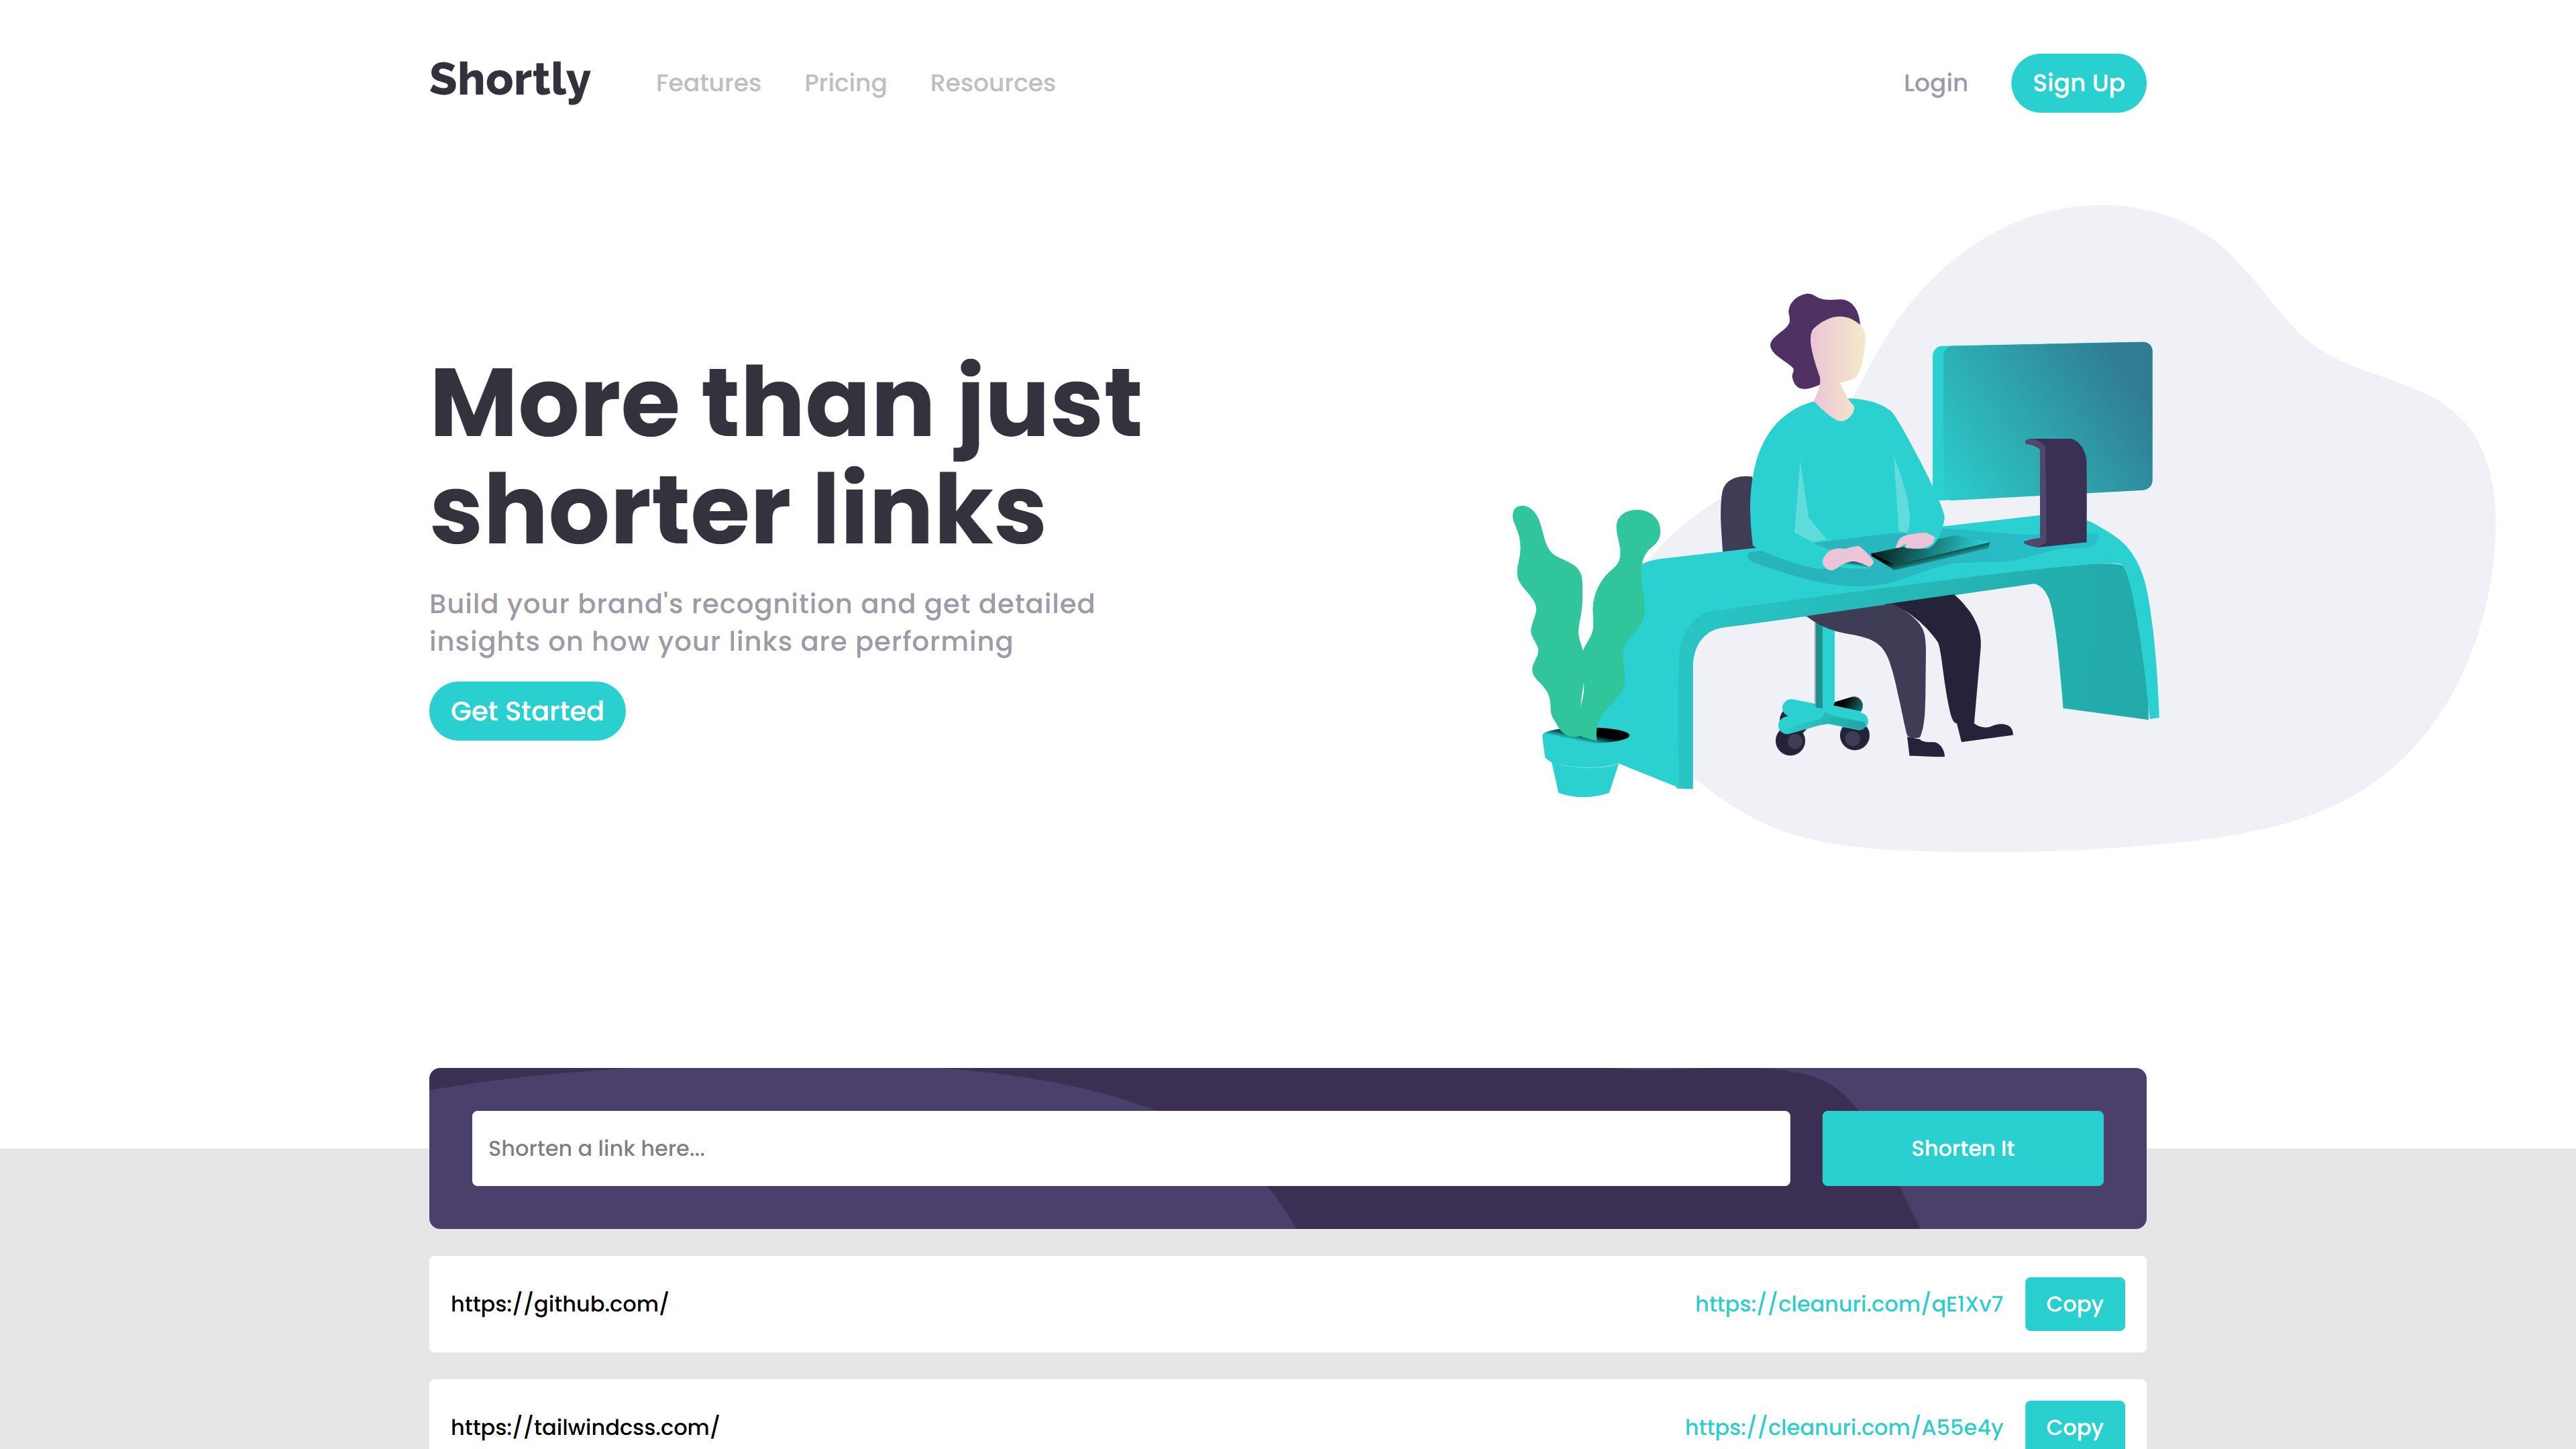 Shortly
Features
Pricing
Resources
Login
Sign Up
More than just
shorter links
Build your brand's recognition and get detailed
insights on how your links are performing
Get Started
Shorten a link here...
Shorten It
https://github.com/
https://cleanuri.com/qE1Xv7
Copy
https://tailwindcss.com/
https://cleanuri.com/A55e4y
Copy